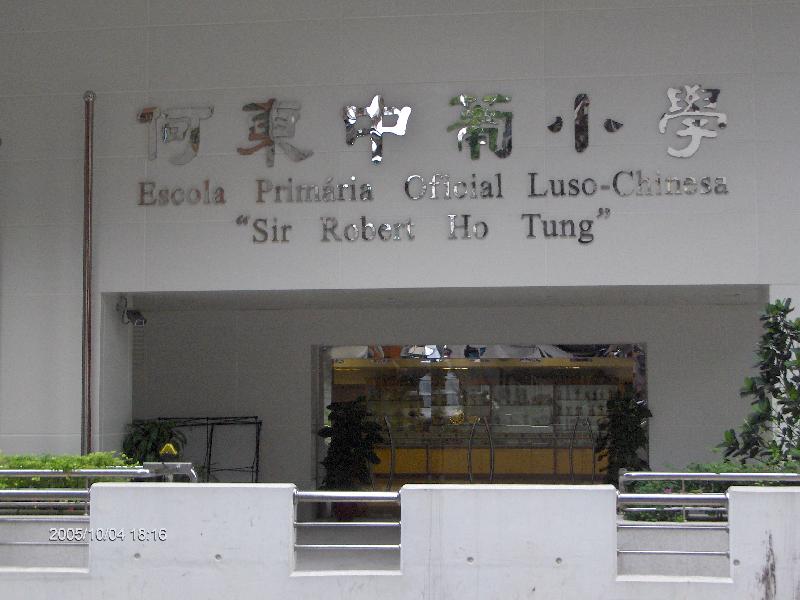 何東中葡小學
Escola Primária Oficial Luso-Chinesa
“Sir Robert Ho Tung”
2005/10/04 18:16